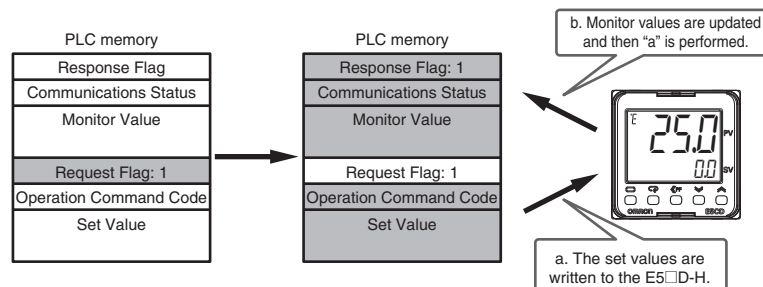 PLC memory
Response Flag
Communications Status
Monitor Value
Request Flag: 1
Operation Command Code
Set Value
PLC memory
Response Flag: 1
Communications Status
Monitor Value
Request Flag: 1
Operation Command Code
Set Value
b. Monitor values are updated
and then “a” is performed.
°C
25.0
PV
0.0
SV
OMRON
E5CD
a. The set values are
written to the E5□D-H.